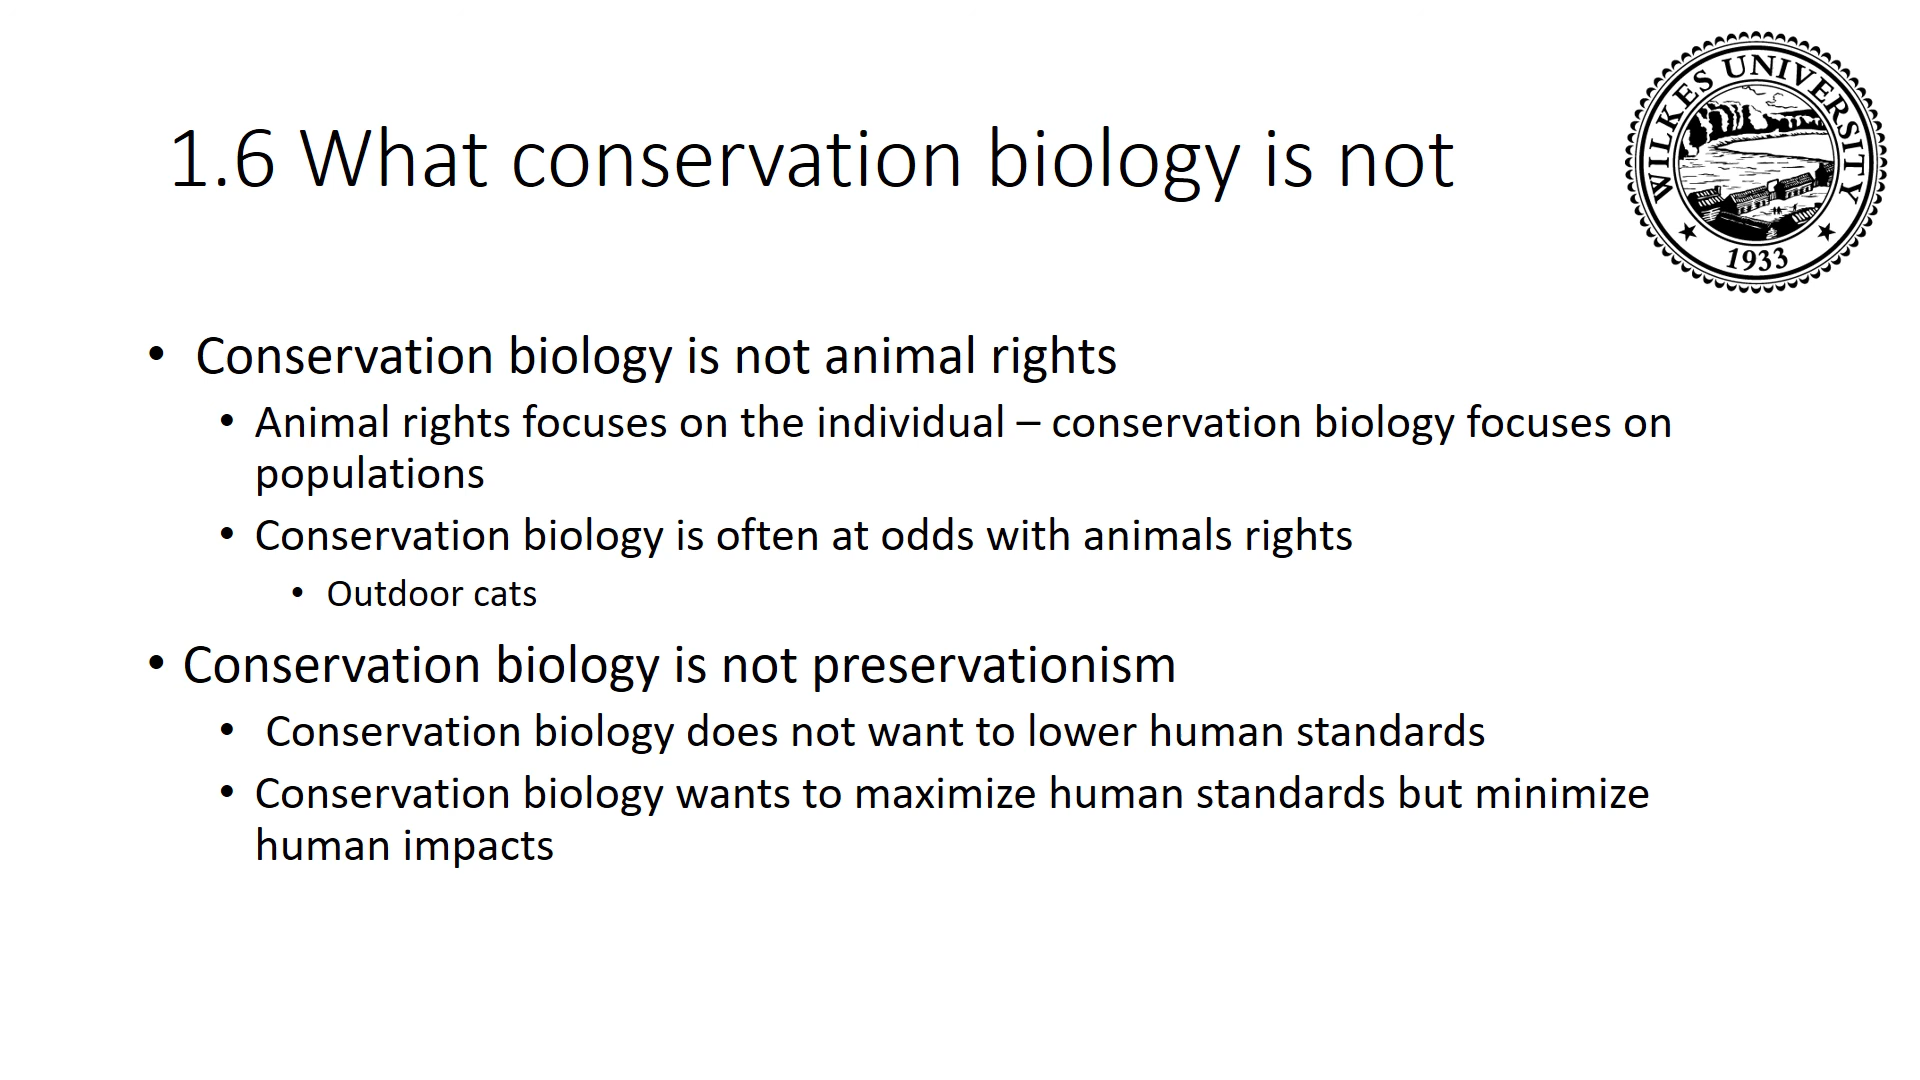 1.6 What conservation biology is not
WILKES UNIVERSITY
1933
• Conservation biology is not animal rights
• Animal rights focuses on the individual – conservation biology focuses on
populations
• Conservation biology is often at odds with animals rights
• Outdoor cats
• Conservation biology is not preservationism
• Conservation biology does not want to lower human standards
• Conservation biology wants to maximize human standards but minimize
human impacts